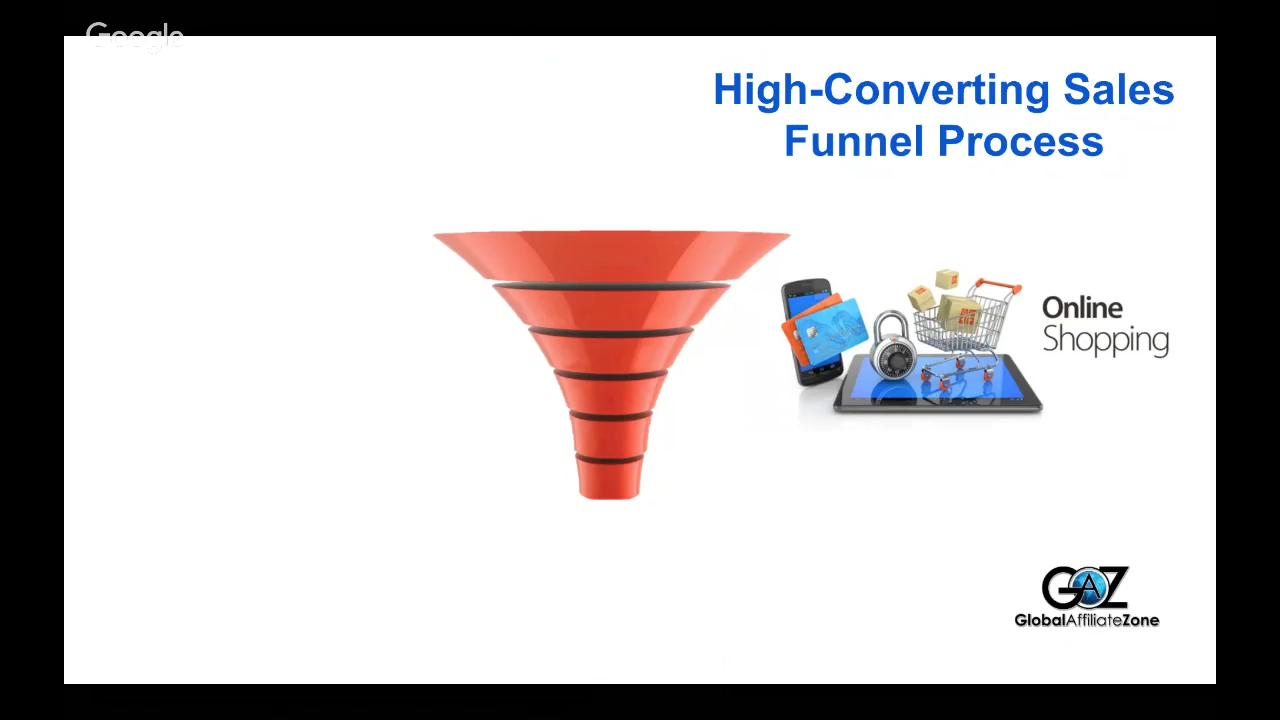 Google
High-Converting Sales
Funnel Process
Online
Shopping
GAZ
GlobalAffiliateZone